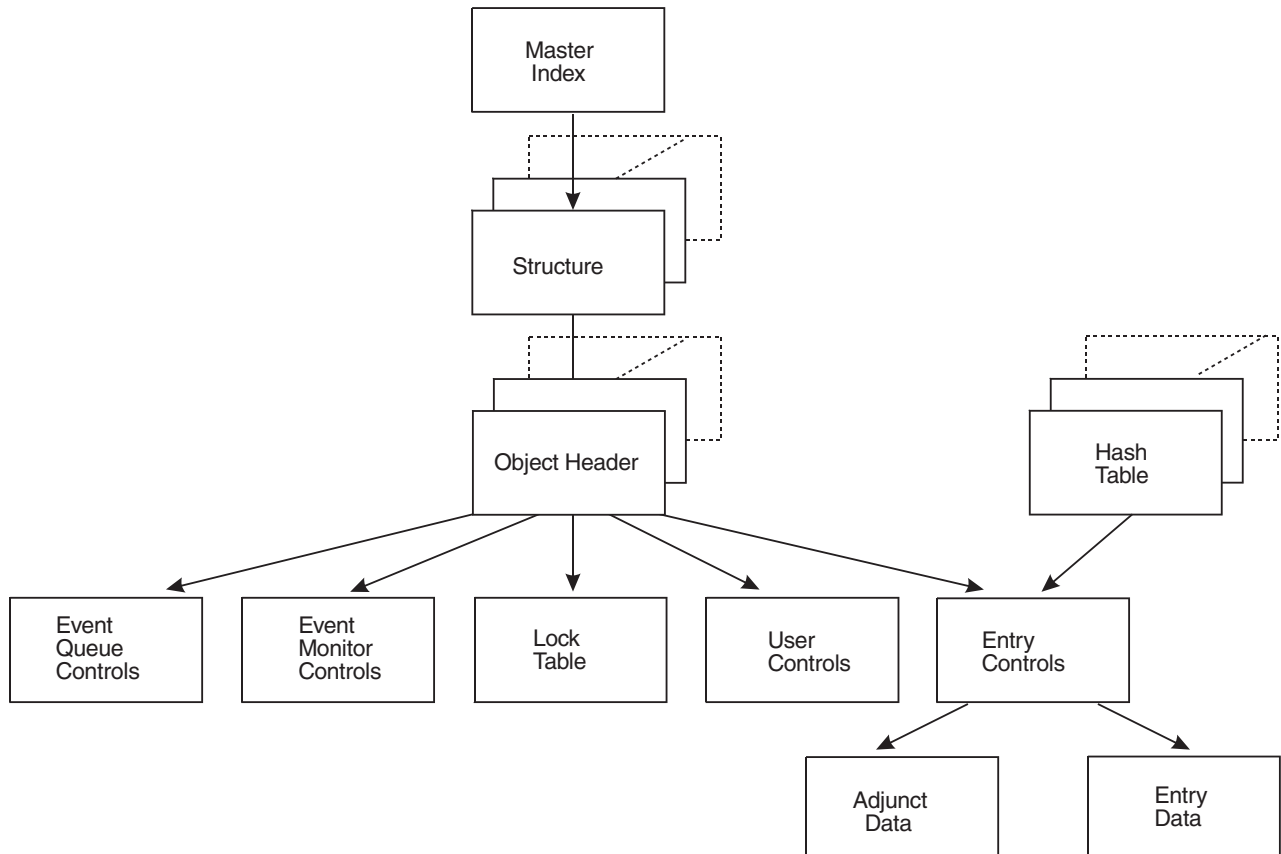 Master
Index
Structure
Object Header
Hash
Table
Event
Queue
Controls
Event
Monitor
Controls
Lock
Table
User
Controls
Entry
Controls
Adjunct
Data
Entry
Data